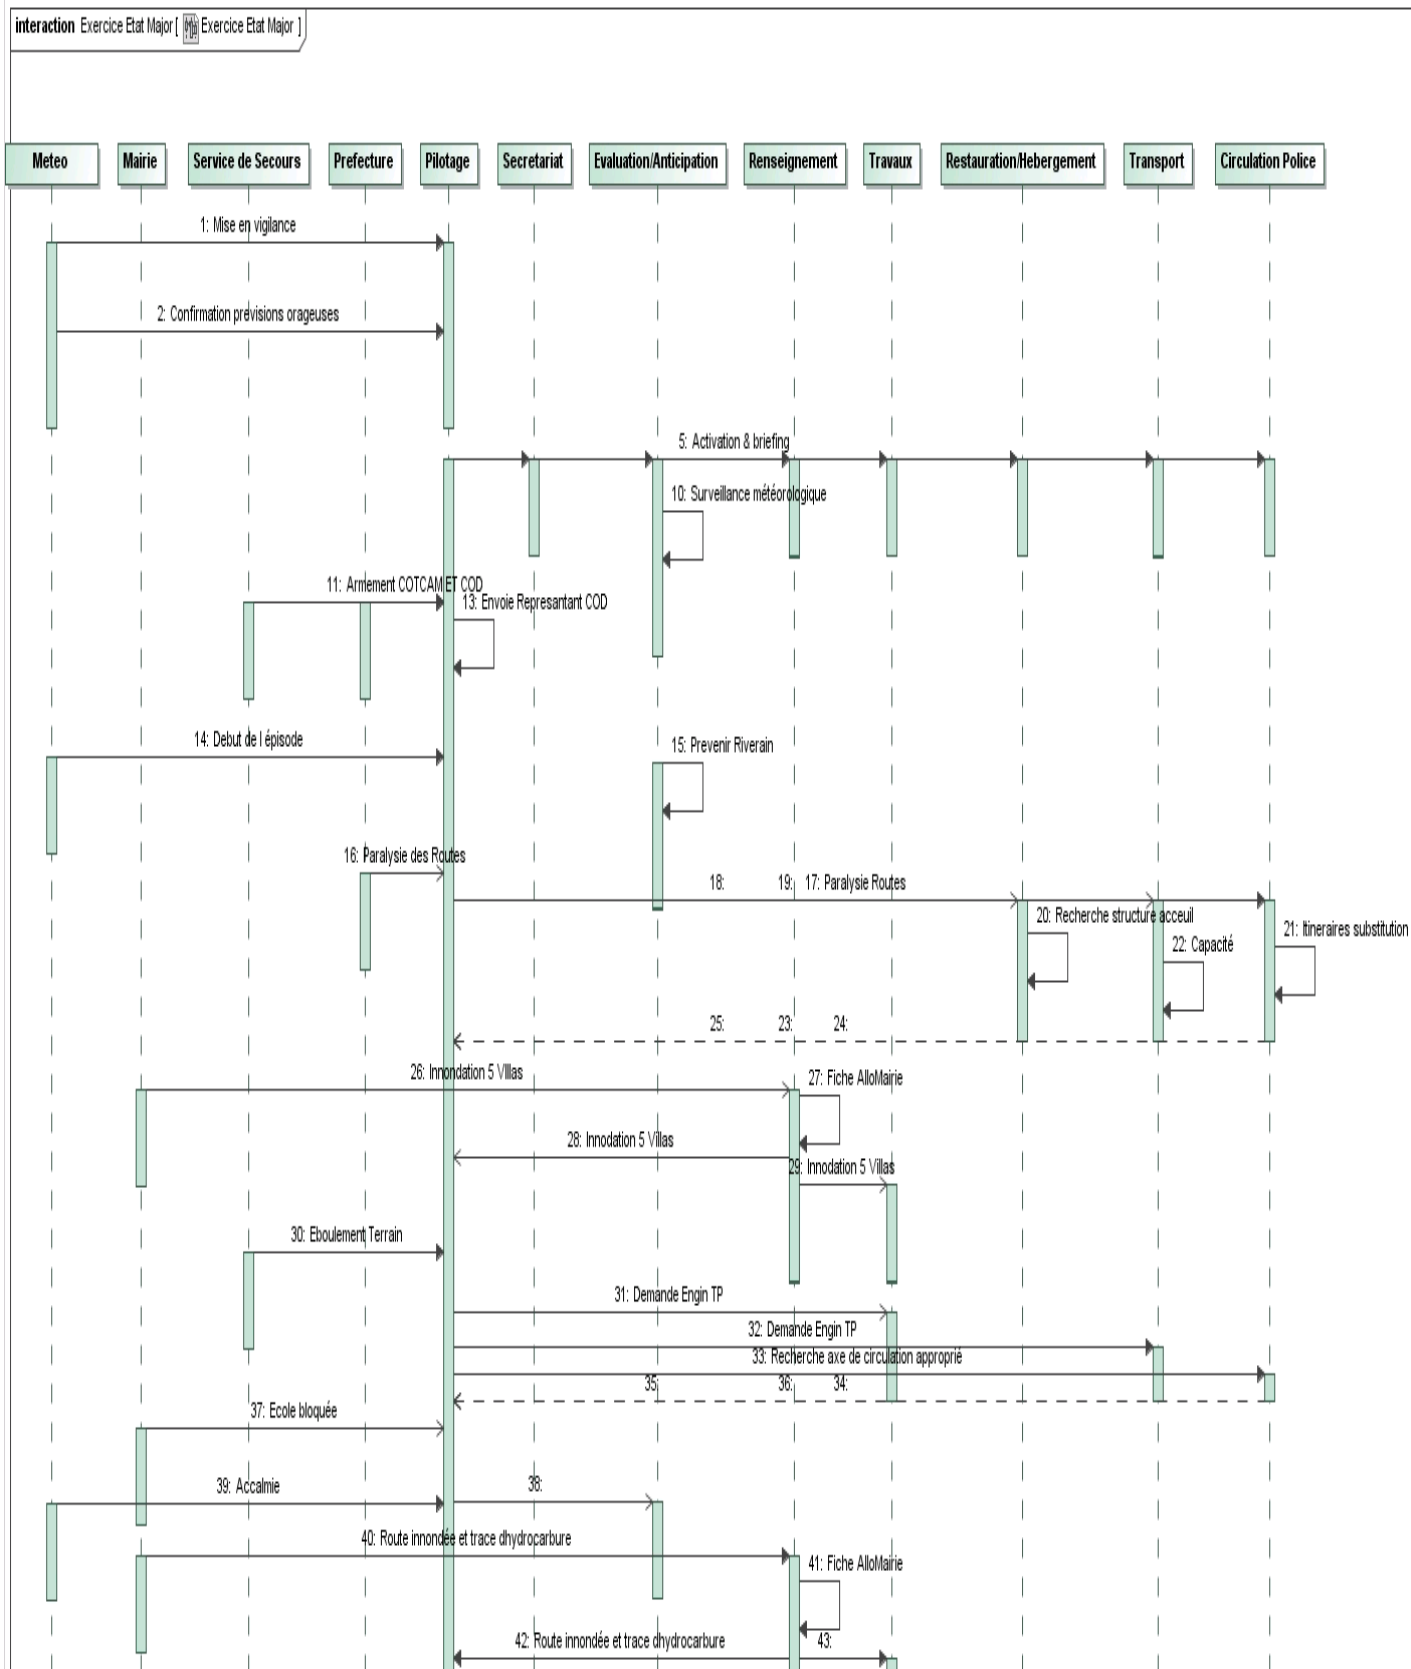 interaction Exercice Etat Major [ Exercice Etat Major ]
Meteo Mairie Service de Secours Prefecture Pilotage Secretariat Evaluation/Anticipation Renseignement Travaux Restauration/Hebergement Transport Circulation Police
1: Mise en vigilance
2: Confirmation prévisions orageuses
5: Activation & briefing
10: Surveillance météorologique
11: Armement COTCAM ET COD
13: Envoie Represantant COD
14: Debut de l épisode
15: Prevenir Riverain
16: Paralysie des Routes
18: 19: 17: Paralysie Routes
20: Recherche structure acceuil
21: Itineraires substitution
22: Capacité
25: 23: 24:
26: Innondation 5 VIllas
27: Fiche AlloMairie
28: Innodation 5 Villas
29: Innodation 5 Villas
30: Eboulement Terrain
31: Demande Engin TP
32: Demande Engin TP
33: Recherche axe de circulation approprié
35: 36: 34:
37: Ecole bloquée
39: Accalmie
38:
40: Route innondée et trace dhydrocarbure
41: Fiche AlloMairie
42: Route innondée et trace dhydrocarbure 43: